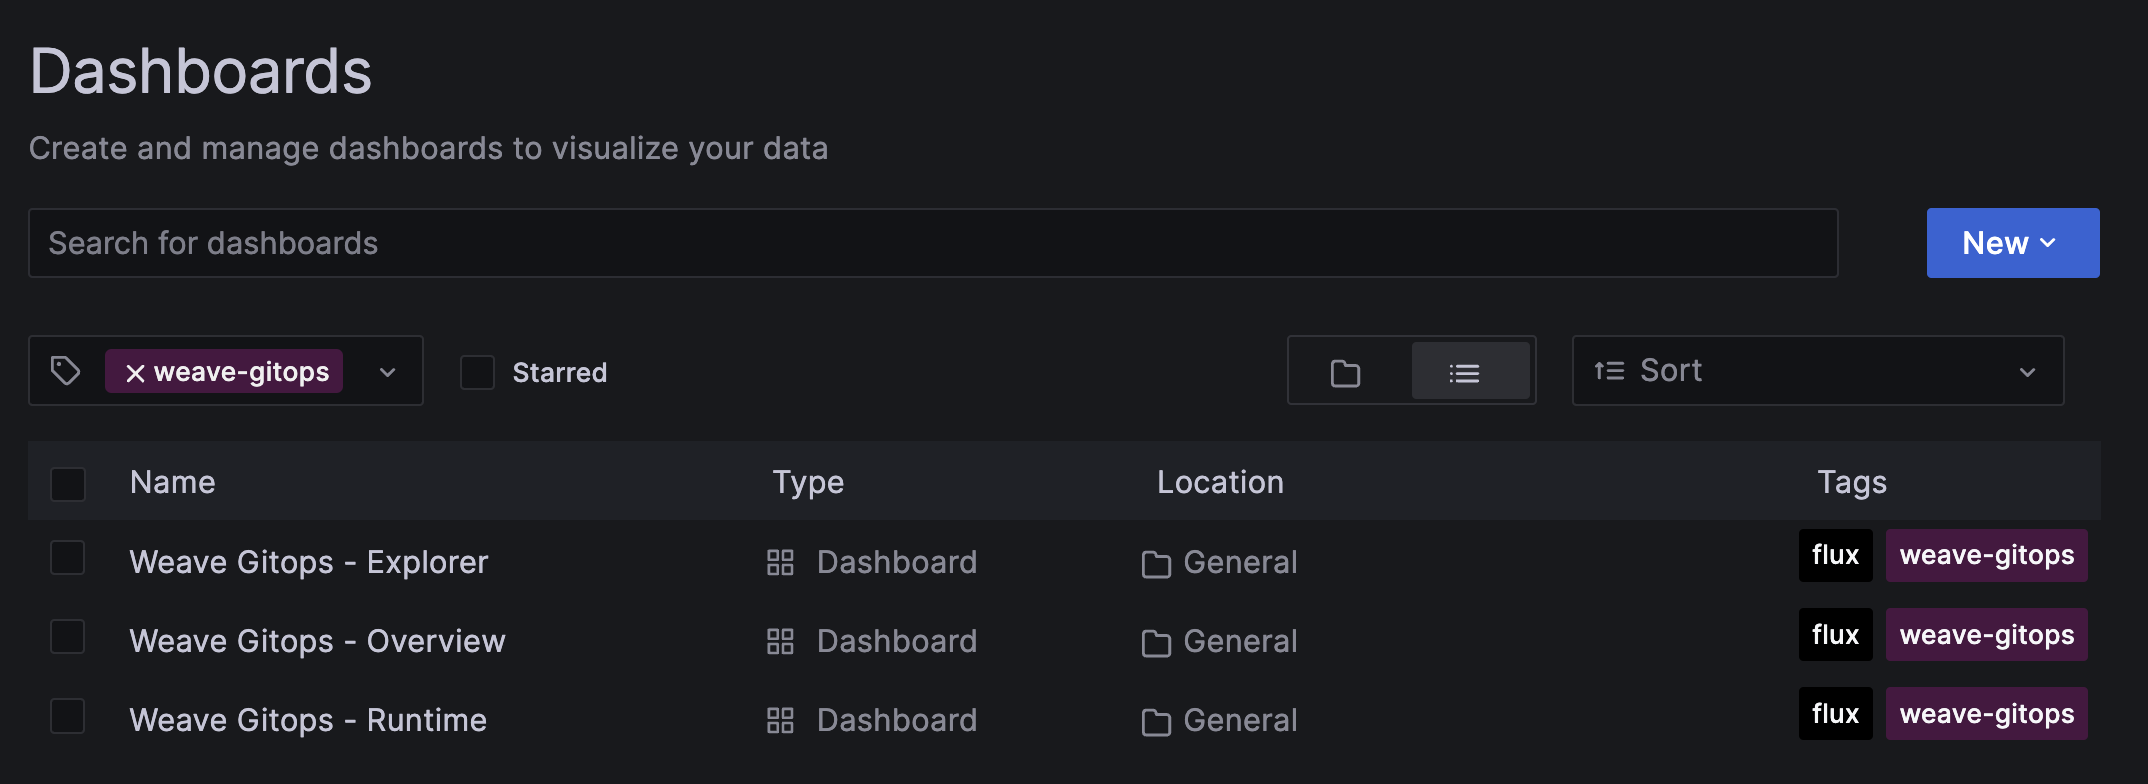 Dashboards
Create and manage dashboards to visualize your data
Search for dashboards
New
weave-gitops
Starred
Sort
Name Type Location Tags
Weave Gitops - Explorer Dashboard General flux weave-gitops
Weave Gitops - Overview Dashboard General flux weave-gitops
Weave Gitops - Runtime Dashboard General flux weave-gitops